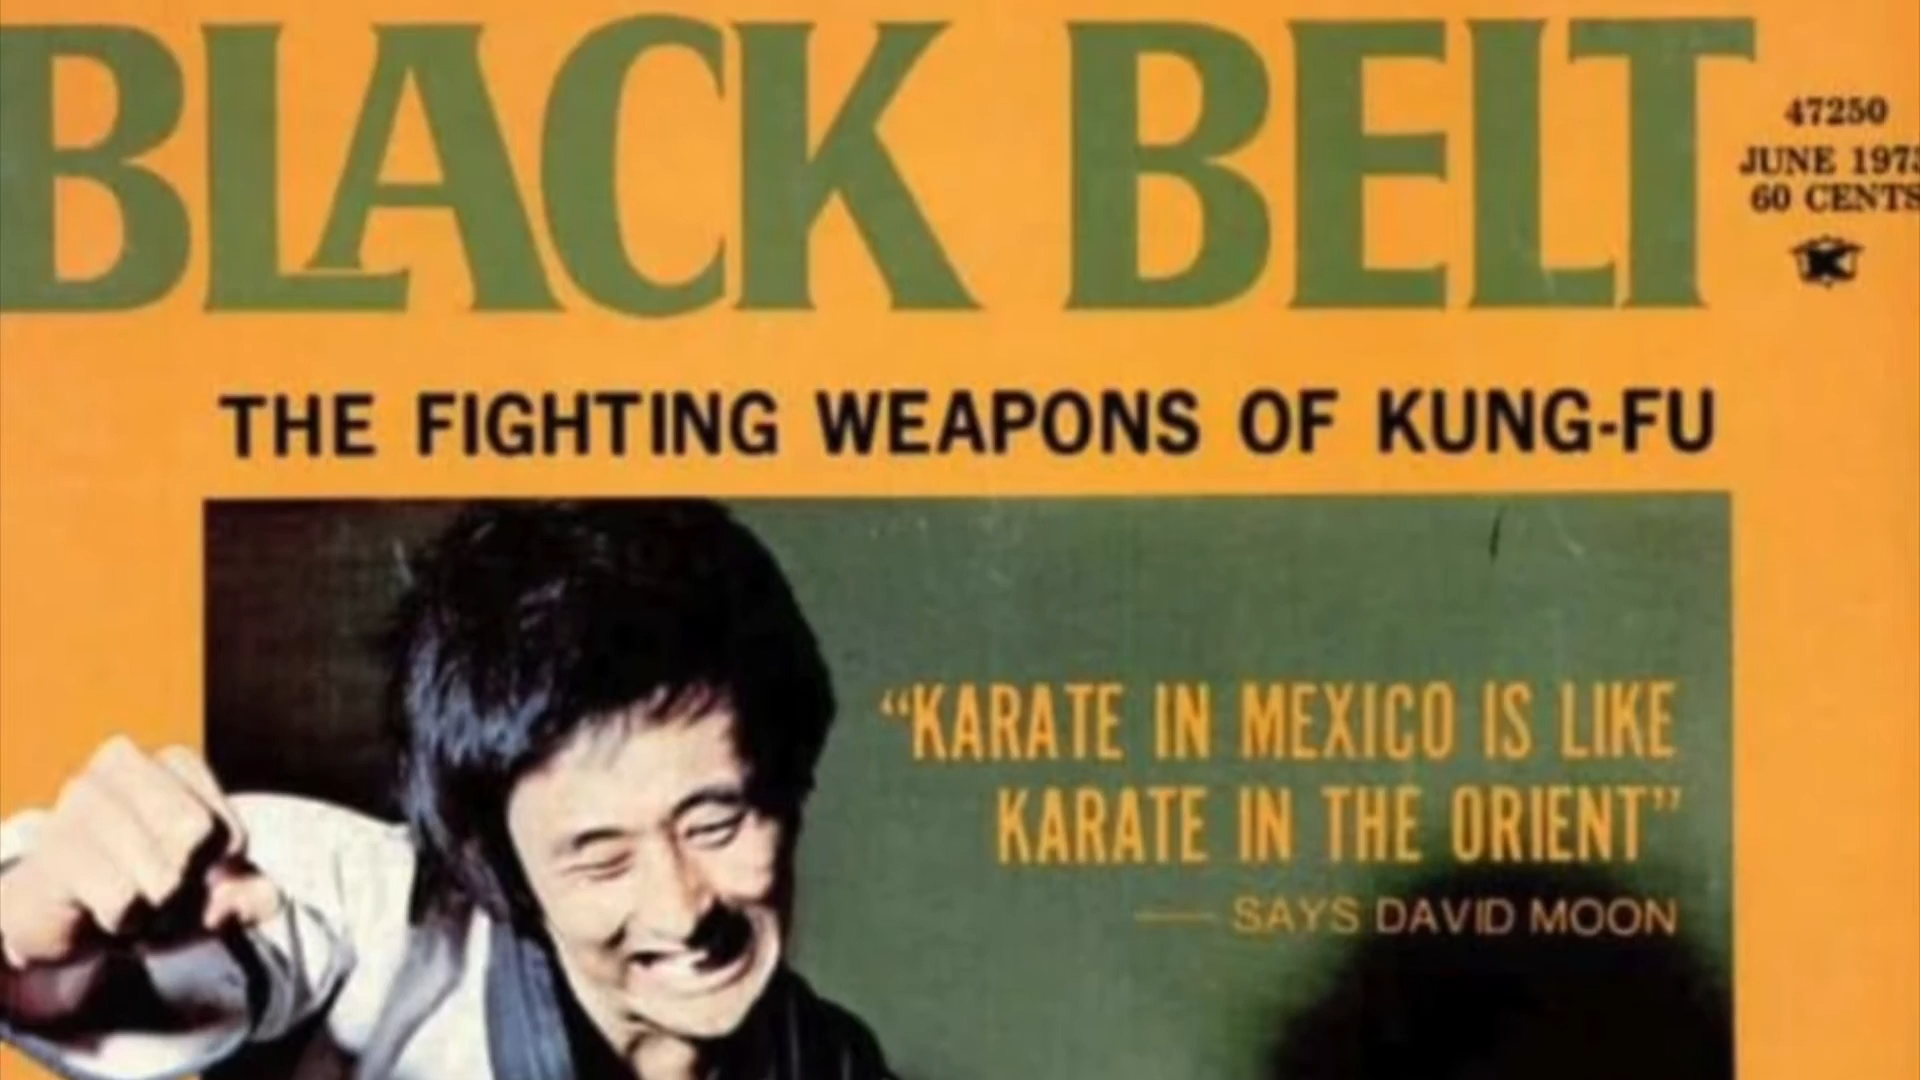 BLACK BELT
47250
JUNE 1973
60 CENTS
THE FIGHTING WEAPONS OF KUNG-FU
“KARATE IN MEXICO IS LIKE
KARATE IN THE ORIENT”
— SAYS DAVID MOON